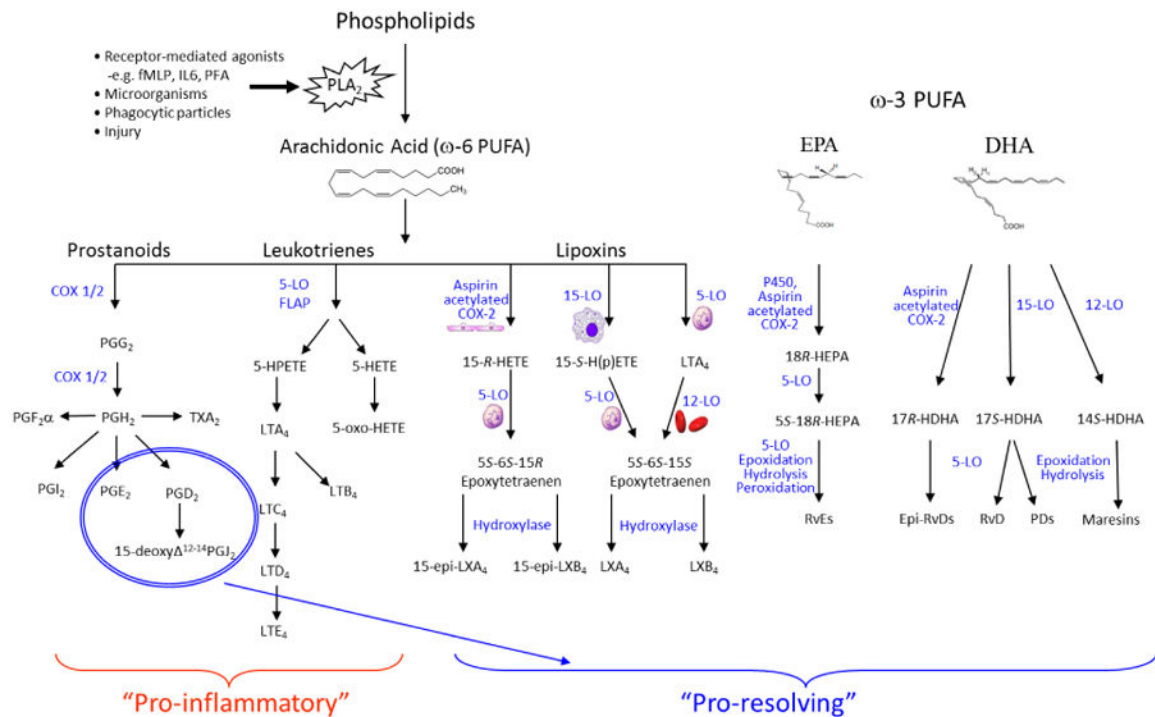 Phospholipids
• Receptor-mediated agonists
-e.g. fMLP, IL6, PFA
• Microorganisms
• Phagocytic particles
• Injury
PLA₂
Arachidonic Acid (ω-6 PUFA)
COOH
CH₃
ω-3 PUFA
EPA
H H
COOH
DHA
H H
COOH
Prostanoids
Leukotrienes
Lipoxins
COX 1/2
PGG₂
COX 1/2
PGF₂α
PGH₂
TXA₂
PGI₂
PGE₂
PGD₂
15-deoxyΔ¹²⁻¹⁴PGJ₂
5-LO
FLAP
5-HPETE
5-HETE
LTA₄
5-oxo-HETE
LTC₄
LTB₄
LTD₄
LTE₄
Aspirin
acetylated
COX-2
15-R-HETE
5-LO
5S-6S-15R
Epoxytetraenen
Hydroxylase
15-epi-LXA₄
15-epi-LXB₄
15-LO
5-LO
15-S-H(p)ETE
LTA₄
5-LO
12-LO
5S-6S-15S
Epoxytetraenen
Hydroxylase
LXA₄
LXB₄
P450,
Aspirin
acetylated
COX-2
18R-HEPA
5-LO
5S-18R-HEPA
5-LO
Epoxidation
Hydrolysis
Peroxidation
RvEs
Aspirin
acetylated
COX-2
15-LO
12-LO
17R-HDHA
17S-HDHA
14S-HDHA
5-LO
Epoxidation
Hydrolysis
Epi-RvDs
RvD
PDs
Maresins
“Pro-inflammatory”
“Pro-resolving”